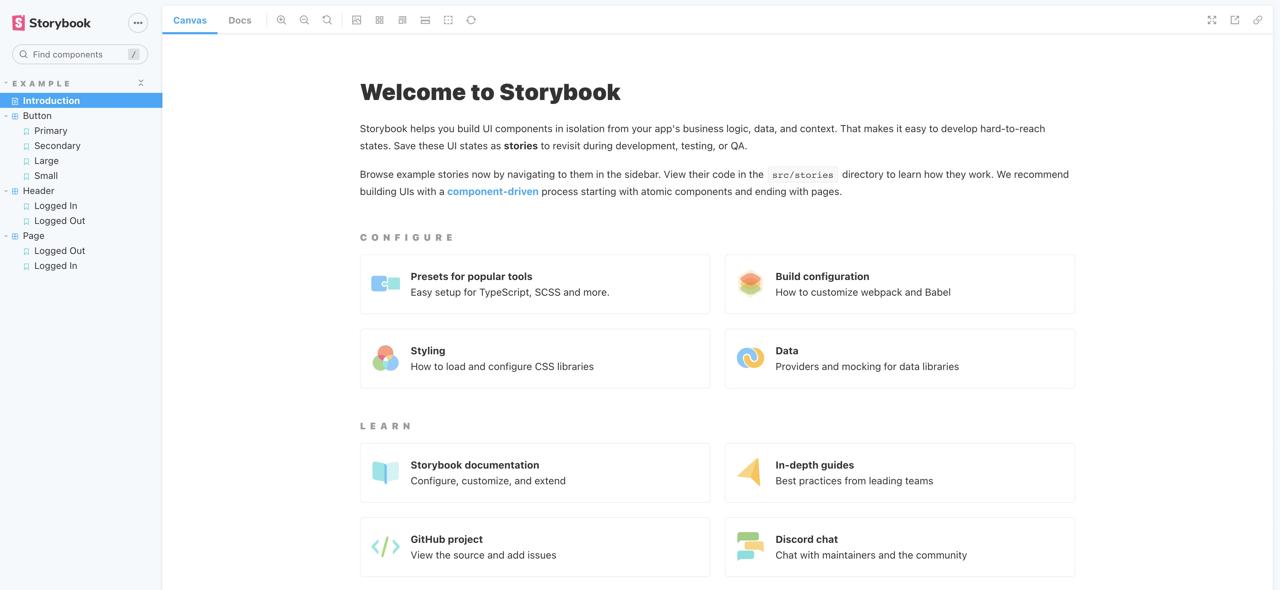 Storybook
Find components
/
EXAMPLE
Introduction
Button
Primary
Secondary
Large
Small
Header
Logged In
Logged Out
Page
Logged Out
Logged In
Canvas
Docs
Welcome to Storybook
Storybook helps you build UI components in isolation from your app's business logic, data, and context. That makes it easy to develop hard-to-reach
states. Save these UI states as stories to revisit during development, testing, or QA.
Browse example stories now by navigating to them in the sidebar. View their code in the src/stories directory to learn how they work. We recommend
building UIs with a component-driven process starting with atomic components and ending with pages.
CONFIGURE
Presets for popular tools
Easy setup for TypeScript, SCSS and more.
Build configuration
How to customize webpack and Babel
Styling
How to load and configure CSS libraries
Data
Providers and mocking for data libraries
LEARN
Storybook documentation
Configure, customize, and extend
In-depth guides
Best practices from leading teams
GitHub project
View the source and add issues
Discord chat
Chat with maintainers and the community